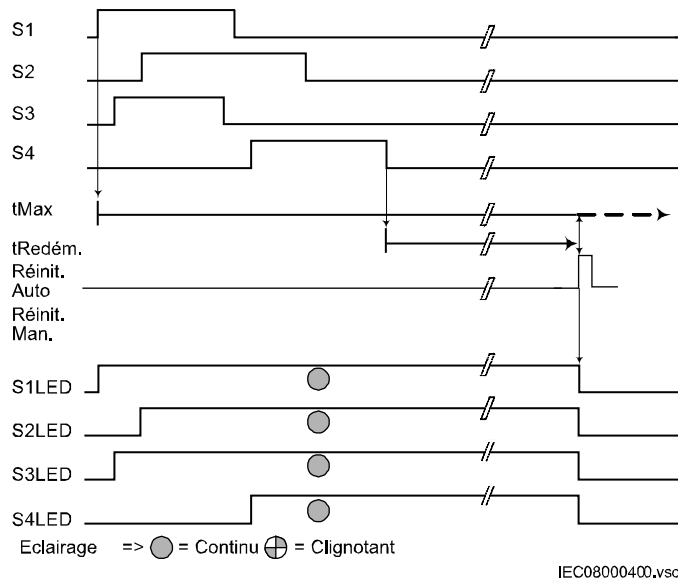 S1
S2
S3
S4
tMax
tRedém.
Réinit.
Auto
Réinit.
Man.
S1LED
S2LED
S3LED
S4LED
Eclairage => = Continu = Clignotant
IEC08000400.vsd